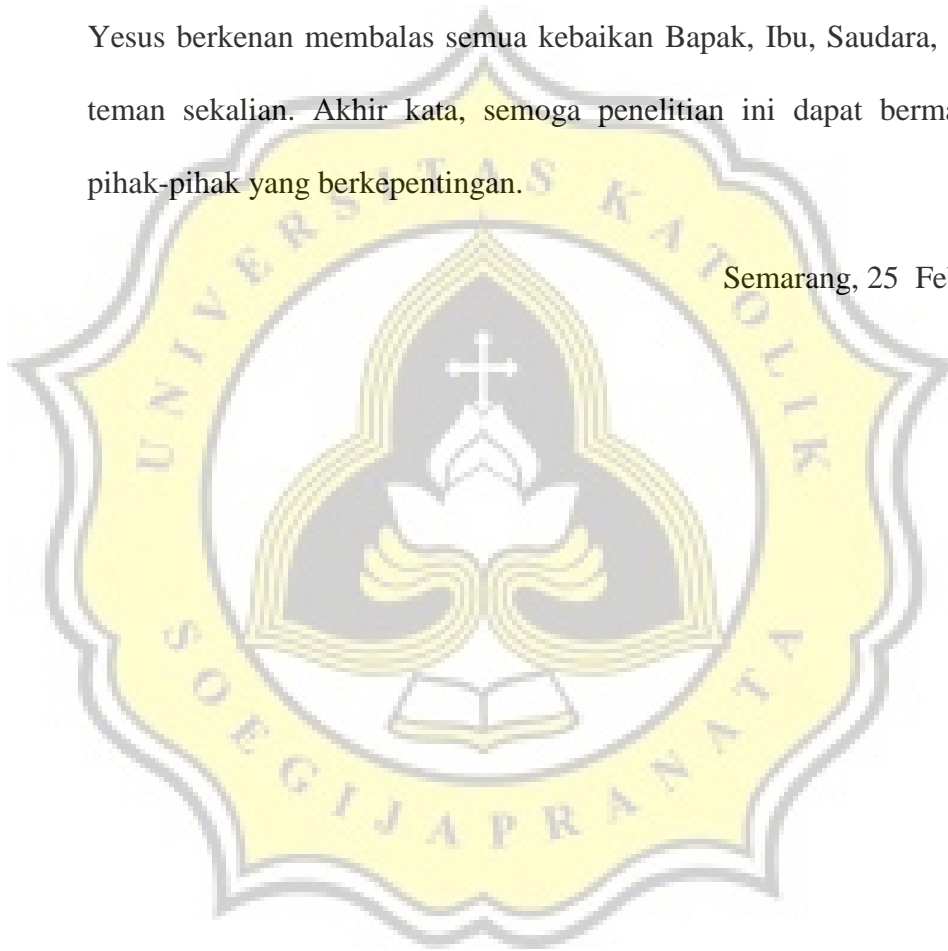 Yesus berkenan membalas semua kebaikan Bapak, Ibu, Saudara,
teman sekalian. Akhir kata, semoga penelitian ini dapat
pihak-pihak yang berkepentingan.
Semarang, 25 Fe
UNIVERSITAS KATOLIK
SOEGIJAPRANATA